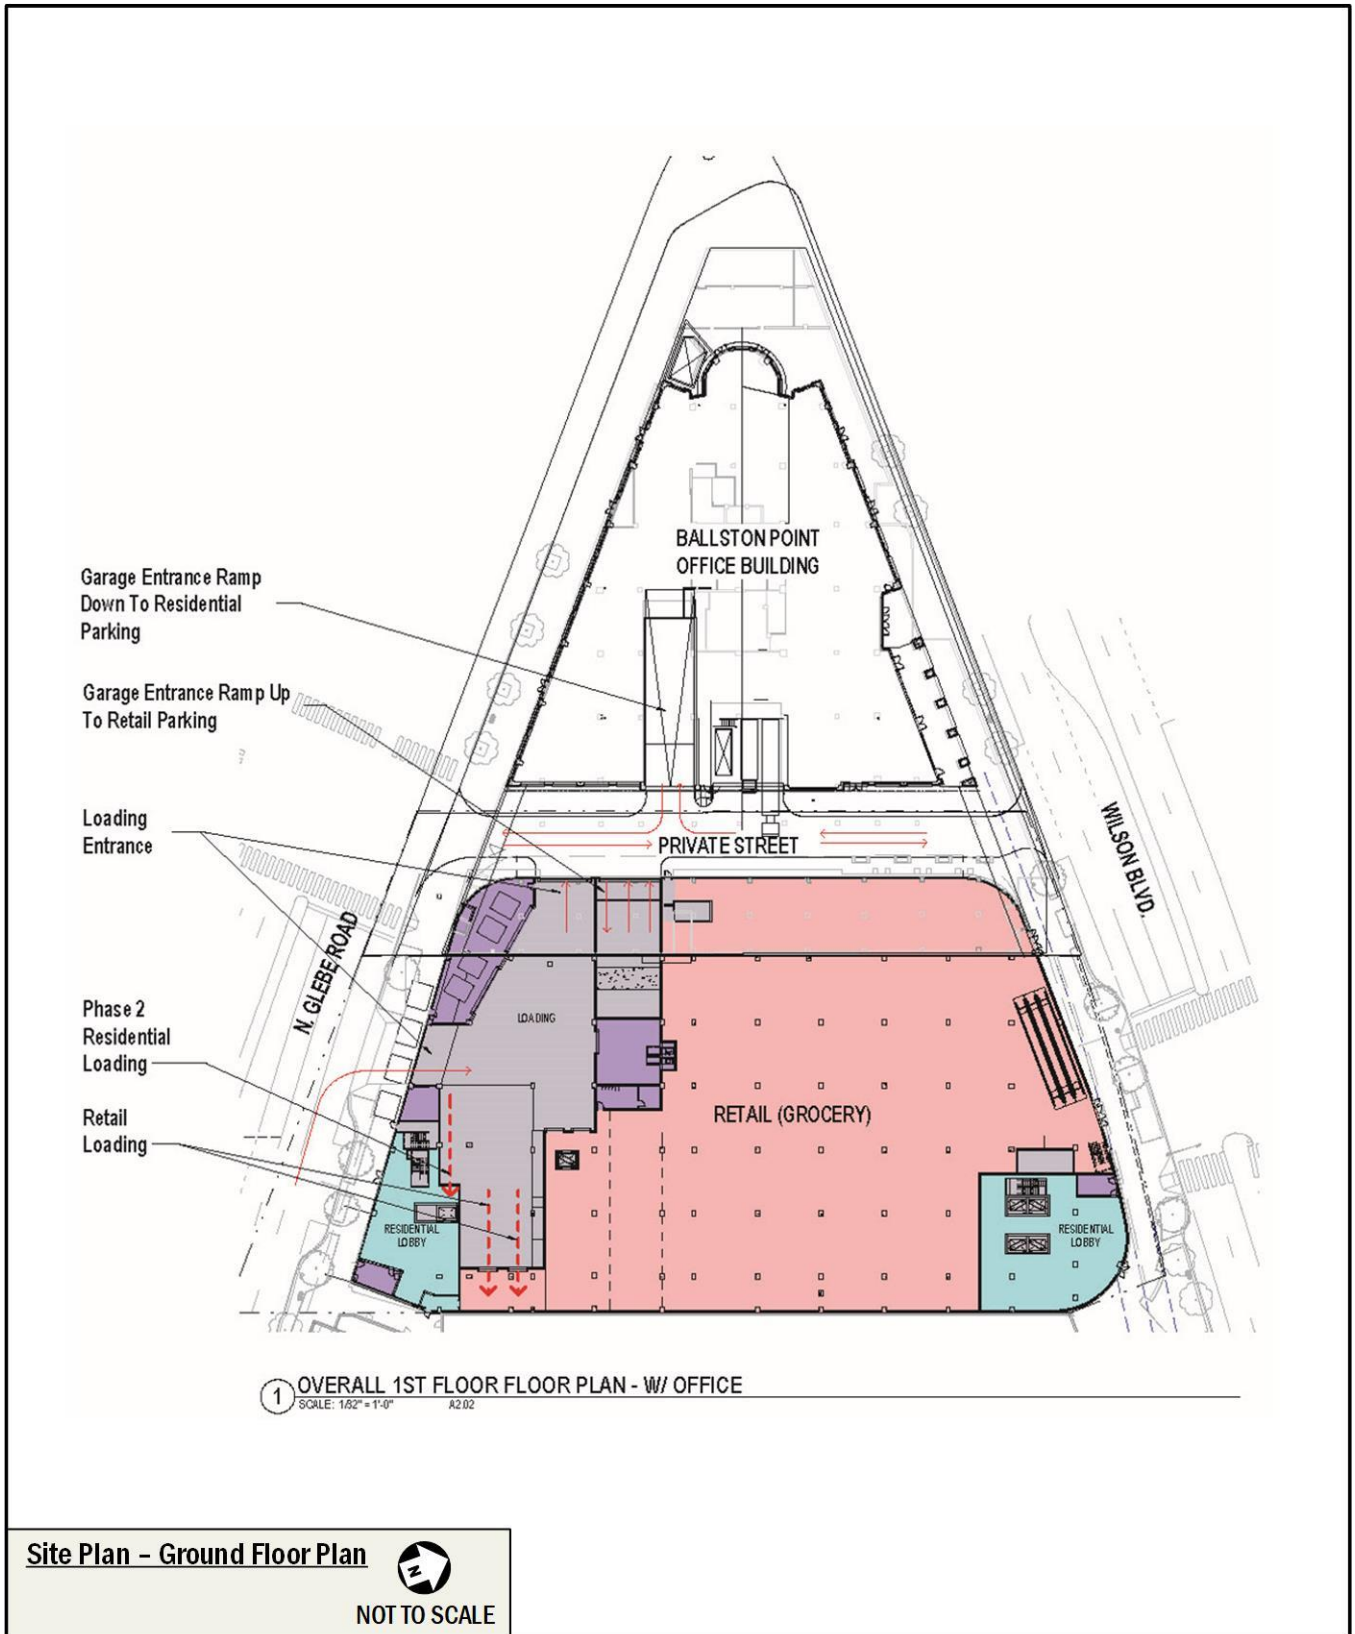 BALLSTON POINT
OFFICE BUILDING
Garage Entrance Ramp
Down To Residential
Parking
Garage Entrance Ramp Up
To Retail Parking
Loading
Entrance
PRIVATE STREET
WILSON BLVD.
N. GLEBE ROAD
Phase 2
Residential
Loading
LOADING
Retail
Loading
RETAIL (GROCERY)
RESIDENTIAL
LOBBY
RESIDENTIAL
LOBBY
1
OVERALL 1ST FLOOR FLOOR PLAN - W/ OFFICE
SCALE: 1/32" = 1'-0" A2.02
Site Plan – Ground Floor Plan
N
NOT TO SCALE